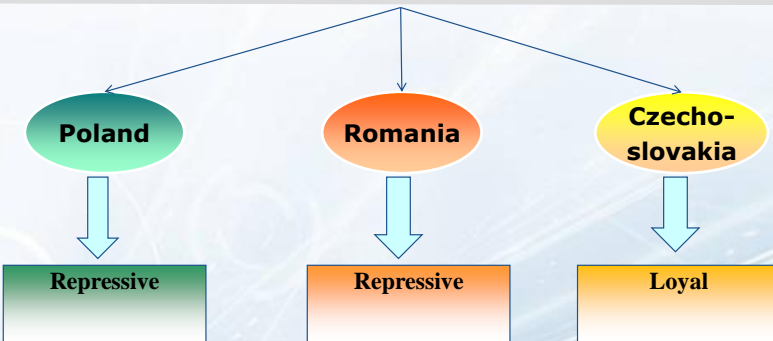 Poland
Romania
Czecho-
slovakia
Repressive
Repressive
Loyal